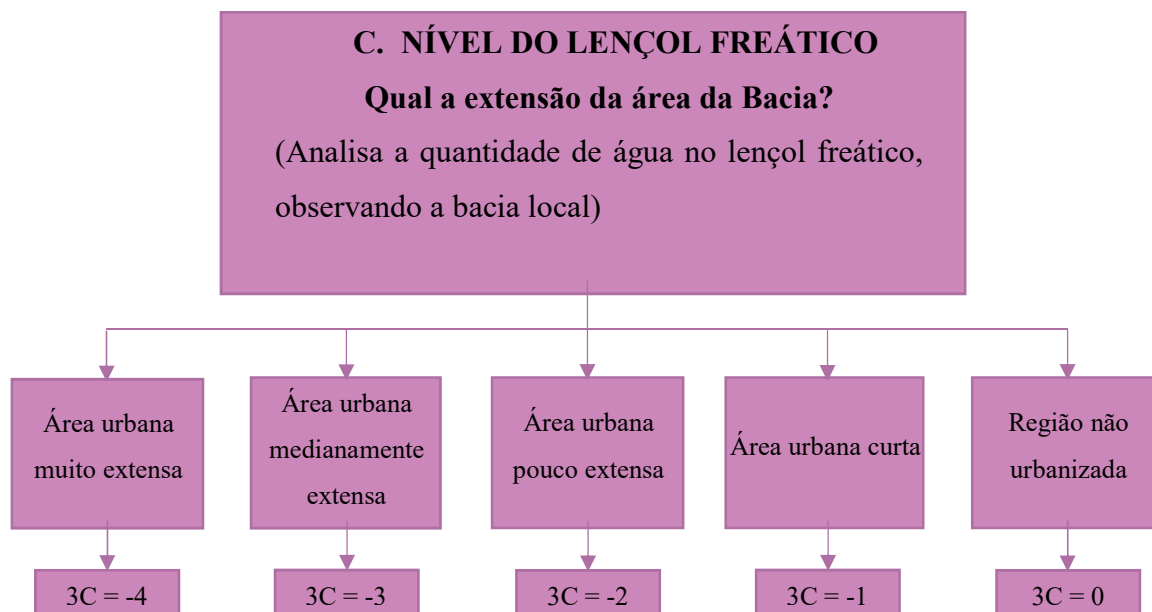 C. NÍVEL DO LENÇOL FREÁTICO
Qual a extensão da área da Bacia?
(Analisa a quantidade de água no lençol freático,
observando a bacia local)
Área urbana
muito extensa
Área urbana
medianamente
extensa
Área urbana
pouco extensa
Área urbana curta
Região não
urbanizada
3C = -4
3C = -3
3C = -2
3C = -1
3C = 0